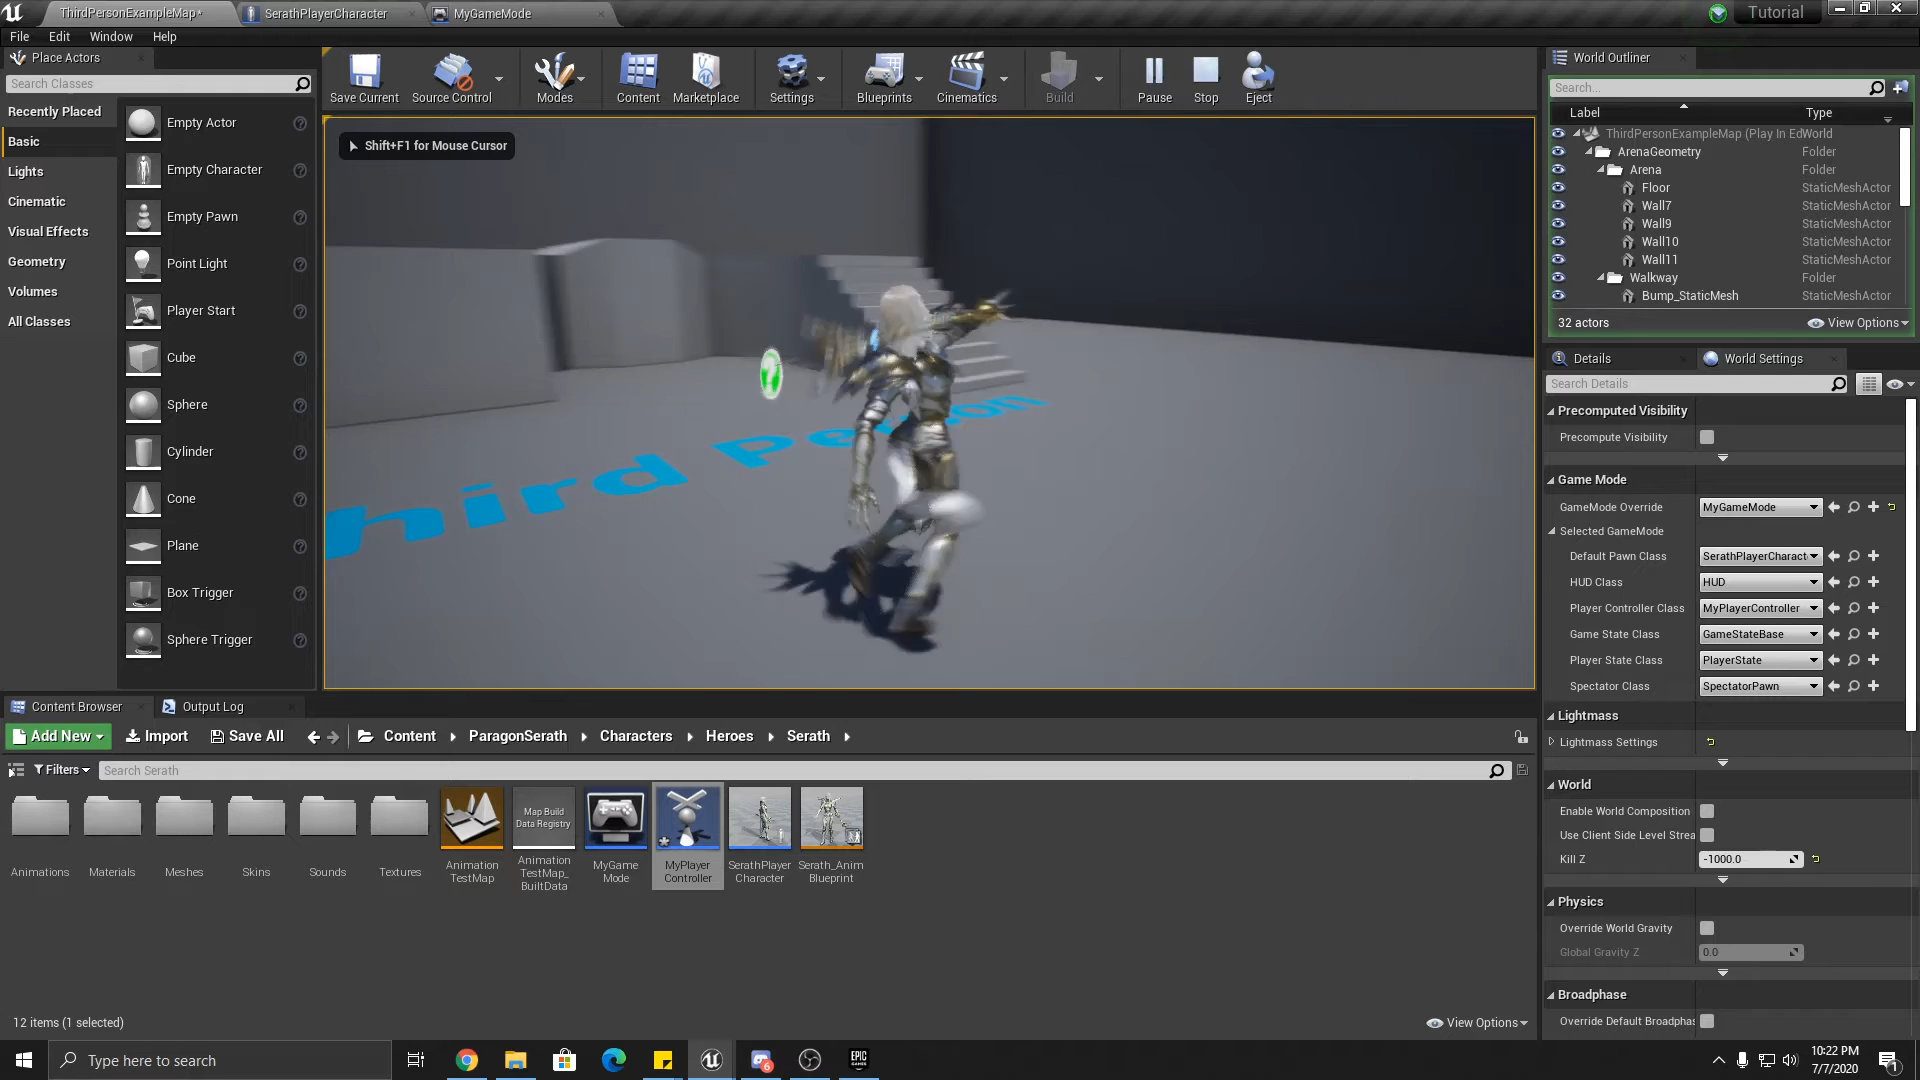 ThirdPersonExampleMap*
SerathPlayerCharacter
MyGameMode
Tutorial
File Edit Window Help
Place Actors
Search Classes
Recently Placed
Basic
Lights
Cinematic
Visual Effects
Geometry
Volumes
All Classes
Empty Actor
Empty Character
Empty Pawn
Point Light
Player Start
Cube
Sphere
Cylinder
Cone
Plane
Box Trigger
Sphere Trigger
Save Current
Source Control
Modes
Content
Marketplace
Settings
Blueprints
Cinematics
Build
Pause
Stop
Eject
Shift+F1 for Mouse Cursor
hird Person
World Outliner
Search...
Label Type
ThirdPersonExampleMap (Play In Ed World
ArenaGeometry Folder
Arena Folder
Floor StaticMeshActor
Wall7 StaticMeshActor
Wall9 StaticMeshActor
Wall10 StaticMeshActor
Wall11 StaticMeshActor
Walkway Folder
Bump_StaticMesh StaticMeshActor
32 actors View Options
Details
World Settings
Search Details
Precomputed Visibility
Precompute Visibility
Game Mode
GameMode Override MyGameMode
Selected GameMode
Default Pawn Class SerathPlayerCharact
HUD Class HUD
Player Controller Class MyPlayerController
Game State Class GameStateBase
Player State Class PlayerState
Spectator Class SpectatorPawn
Lightmass
Lightmass Settings
World
Enable World Composition
Use Client Side Level Strea
Kill Z -1000.0
Physics
Override World Gravity
Global Gravity Z 0.0
Broadphase
Override Default Broadphas
Content Browser
Output Log
Add New Import Save All Content ParagonSerath Characters Heroes Serath
Filters Search Serath
Animations
Materials
Meshes
Skins
Sounds
Textures
Animation
TestMap
Map Build
Data Registry
Animation
TestMap_
BuiltData
MyGame
Mode
MyPlayer
Controller
SerathPlayer
Character
Serath_Anim
Blueprint
12 items (1 selected) View Options
Type here to search
6
EPIC
GAMES
10:22 PM
7/7/2020
1